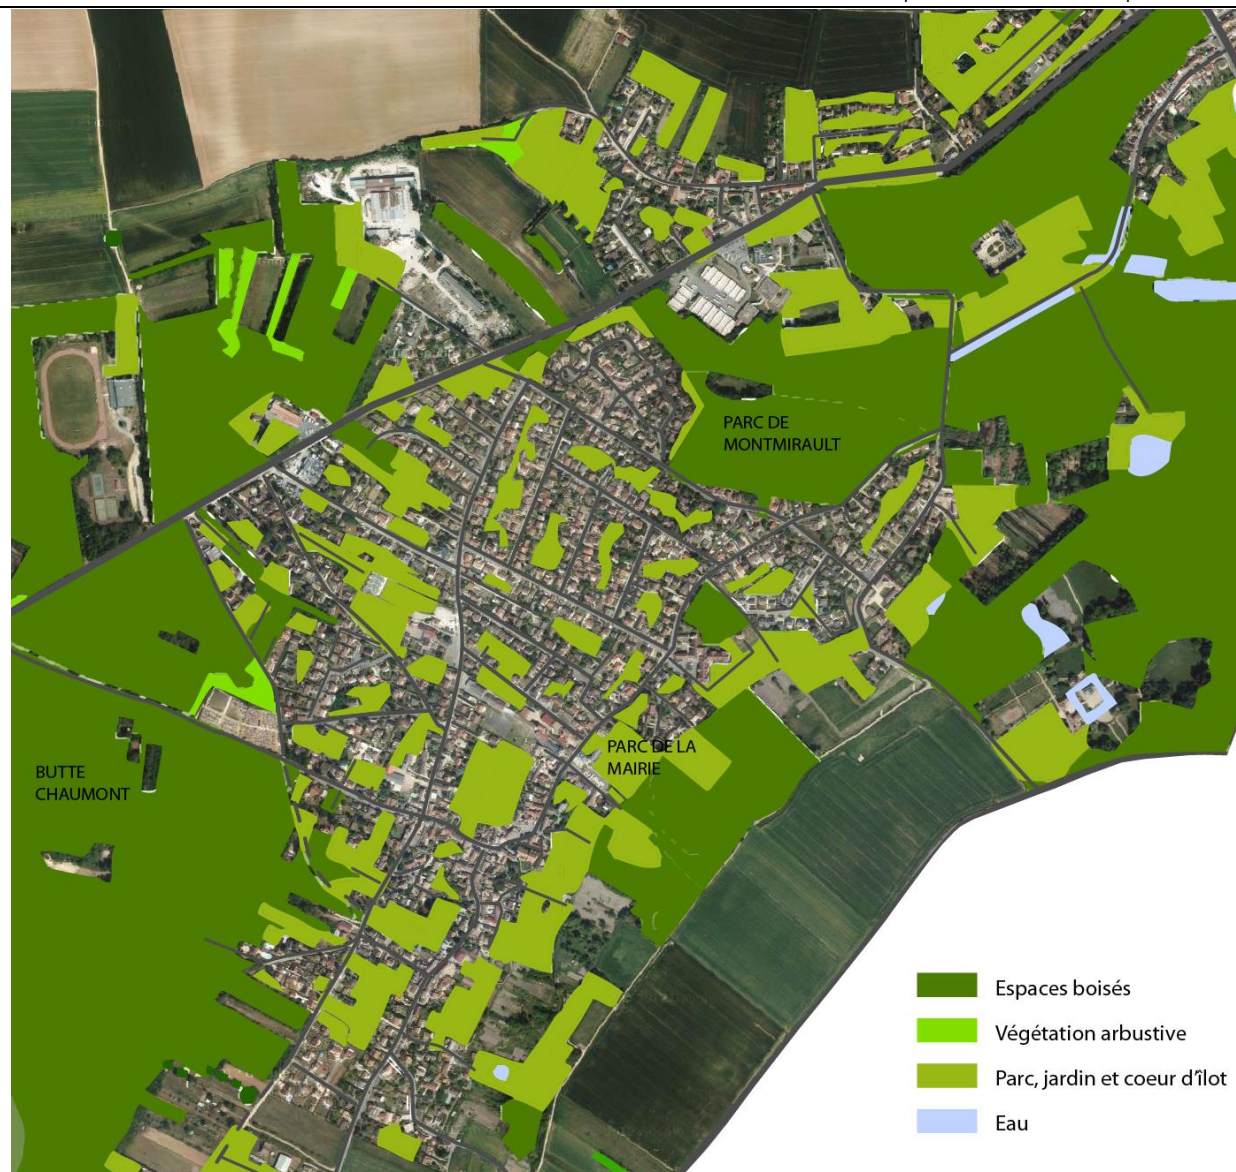 PARC DE
MONTMIRAULT
PARC DE LA
MAIRIE
BUTTE
CHAUMONT
Espaces boisés
Végétation arbustive
Parc, jardin et coeur d'îlot
Eau